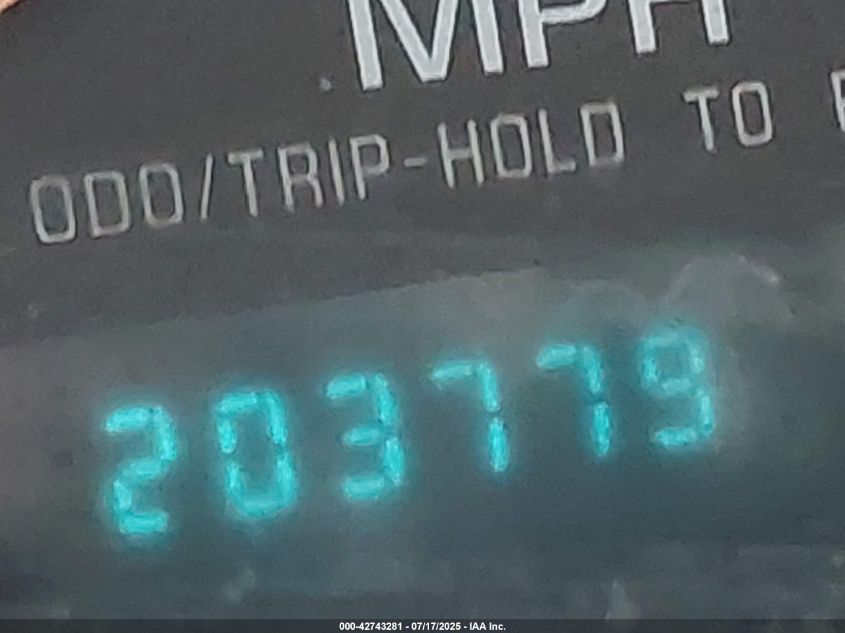 MPH
ODO/TRIP-HOLD TO
203779
000-42743281 - 07/17/2025 - IAA Inc.